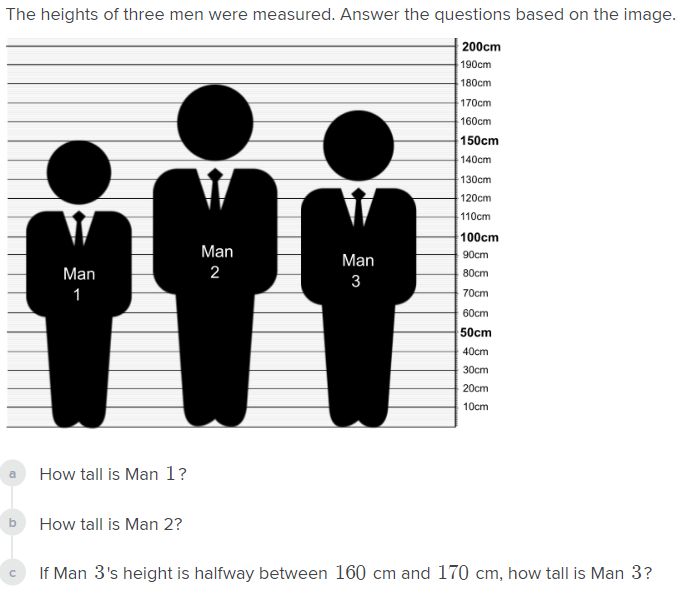 The heights of three men were measured. Answer the questions based on the image.
200cm
190cm
180cm
170cm
160cm
150cm
140cm
130cm
120cm
110cm
100cm
90cm
80cm
70cm
60cm
50cm
40cm
30cm
20cm
10cm
Man
1
Man
2
Man
3
a How tall is Man 1?
b How tall is Man 2?
c If Man 3's height is halfway between 160 cm and 170 cm, how tall is Man 3?